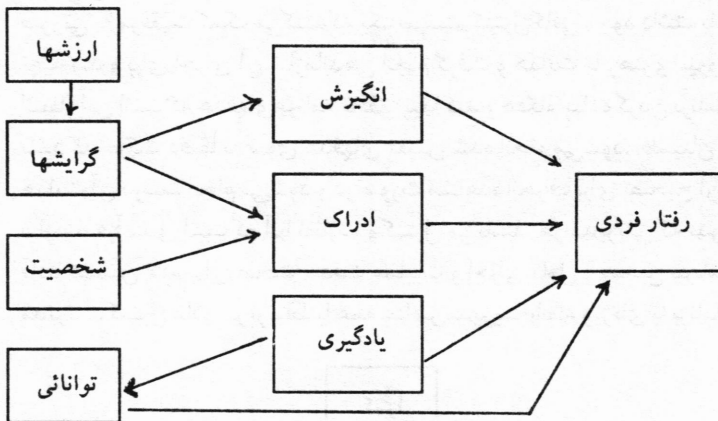 ارزشها
انگیزش
گرایشها
ادراک
رفتار فردی
شخصیت
یادگیری
توانائی